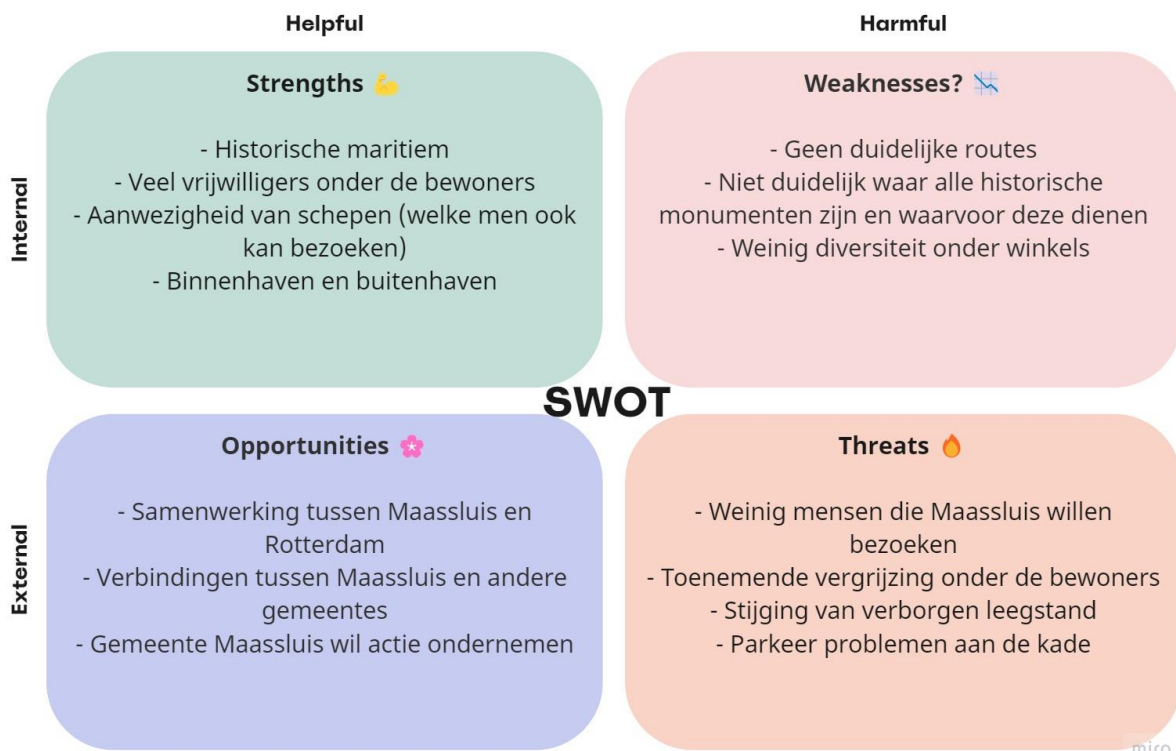 Helpful
Harmful
Internal
Strengths 💪
- Historische maritiem
- Veel vrijwilligers onder de bewoners
- Aanwezigheid van schepen (welke men ook
kan bezoeken)
- Binnenhaven en buitenhaven
Weaknesses? 📉
- Geen duidelijke routes
- Niet duidelijk waar alle historische
monumenten zijn en waarvoor deze dienen
- Weinig diversiteit onder winkels
SWOT
External
Opportunities 🌸
- Samenwerking tussen Maassluis en
Rotterdam
- Verbindingen tussen Maassluis en andere
gemeentes
- Gemeente Maassluis wil actie ondernemen
Threats 🔥
- Weinig mensen die Maassluis willen
bezoeken
- Toenemende vergrijzing onder de bewoners
- Stijging van verborgen leegstand
- Parkeer problemen aan de kade
miro